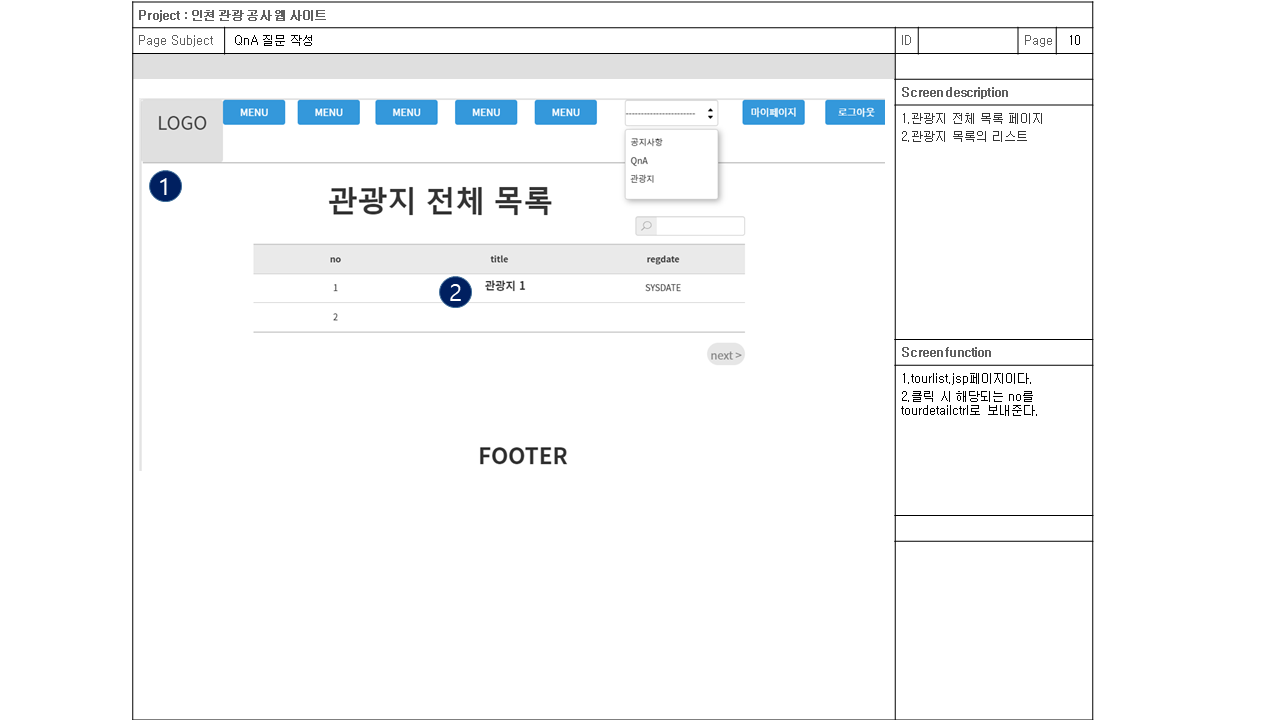 Project : 인천 관광 공사 웹 사이트
Page Subject QnA 질문 작성 ID Page 10
Screen description
1.관광지 전체 목록 페이지
2.관광지 목록의 리스트
LOGO MENU MENU MENU MENU MENU ----------------------- 마이페이지 로그아웃
공지사항
QnA
관광지
1
관광지 전체 목록
no title regdate
1 2 관광지 1 SYSDATE
2
next >
FOOTER
Screen function
1.tourlist.jsp페이지이다.
2.클릭 시 해당되는 no를
tourdetailctrl로 보내준다.